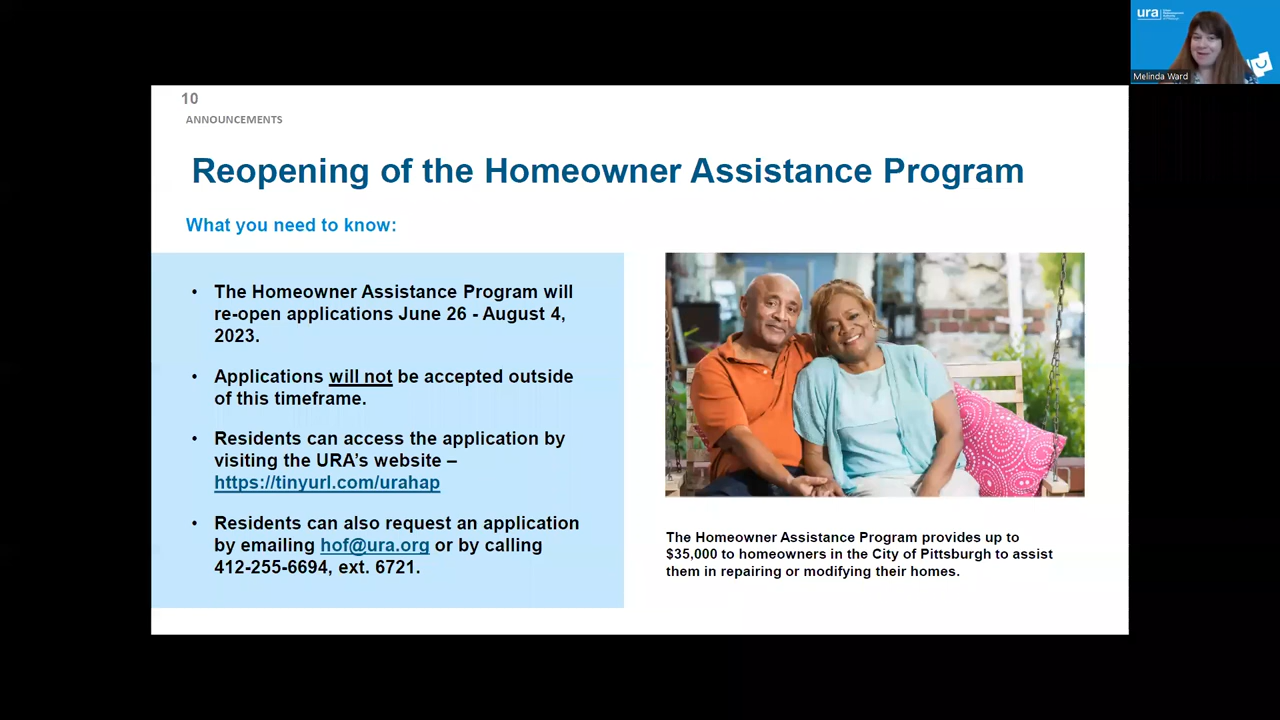 ura
Melinda Ward
10
ANNOUNCEMENTS
Reopening of the Homeowner Assistance Program
What you need to know:
• The Homeowner Assistance Program will
re-open applications June 26 - August 4,
2023.
• Applications will not be accepted outside
of this timeframe.
• Residents can access the application by
visiting the URA's website –
https://tinyurl.com/urahap
• Residents can also request an application
by emailing hof@ura.org or by calling
412-255-6694, ext. 6721.
The Homeowner Assistance Program provides up to
$35,000 to homeowners in the City of Pittsburgh to assist
them in repairing or modifying their homes.